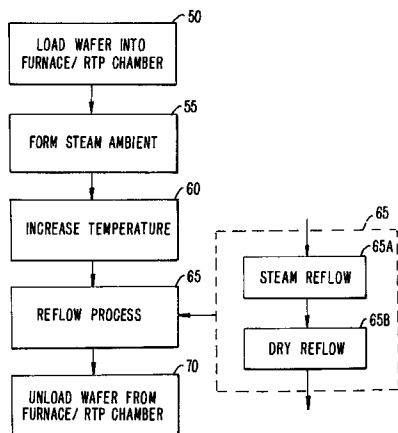 50
LOAD WAFER INTO
FURNACE/ RTP CHAMBER
55
FORM STEAM AMBIENT
60
INCREASE TEMPERATURE
65
REFLOW PROCESS
70
UNLOAD WAFER FROM
FURNACE/ RTP CHAMBER
65
65A
STEAM REFLOW
65B
DRY REFLOW